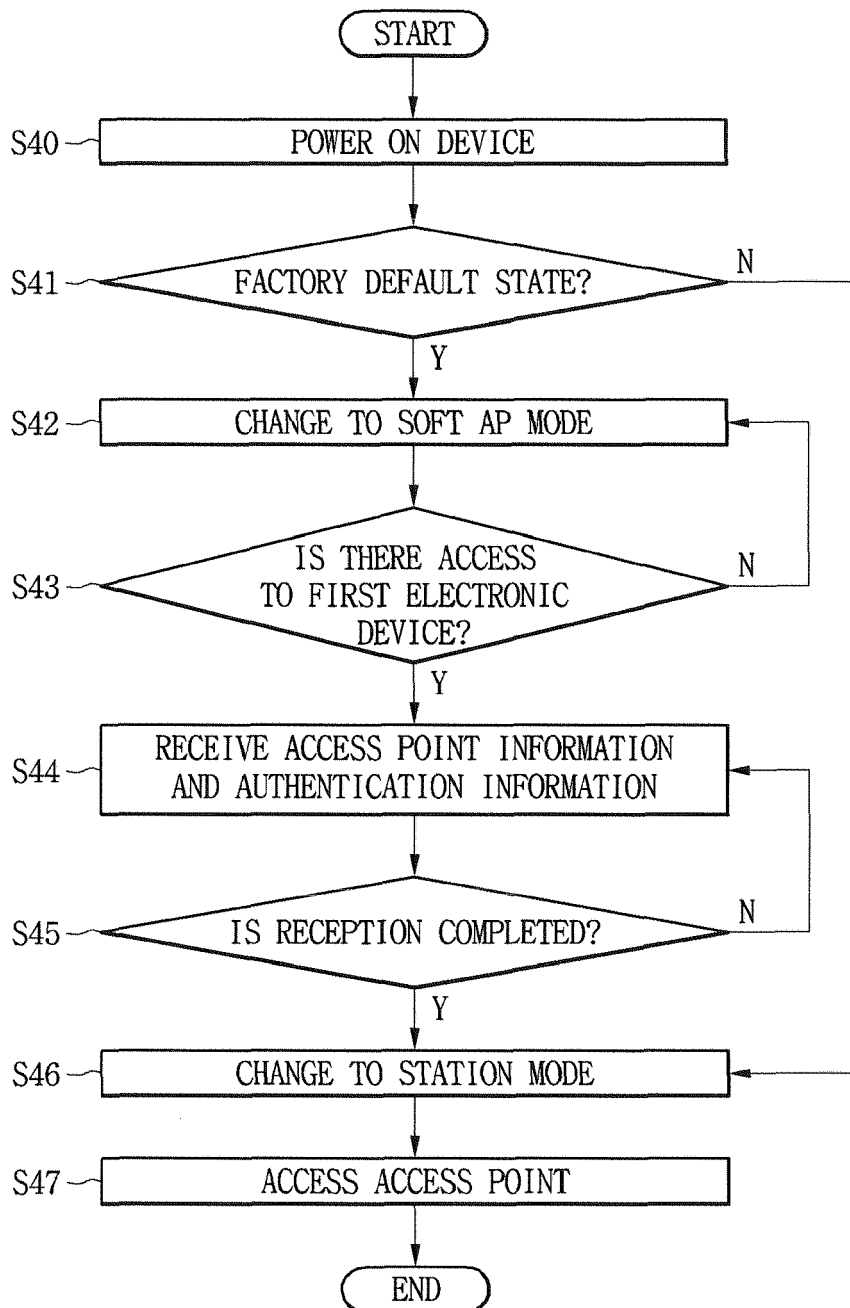 START
S40
POWER ON DEVICE
S41
FACTORY DEFAULT STATE?
N
Y
S42
CHANGE TO SOFT AP MODE
S43
IS THERE ACCESS
TO FIRST ELECTRONIC
DEVICE?
N
Y
S44
RECEIVE ACCESS POINT INFORMATION
AND AUTHENTICATION INFORMATION
S45
IS RECEPTION COMPLETED?
N
Y
S46
CHANGE TO STATION MODE
S47
ACCESS ACCESS POINT
END